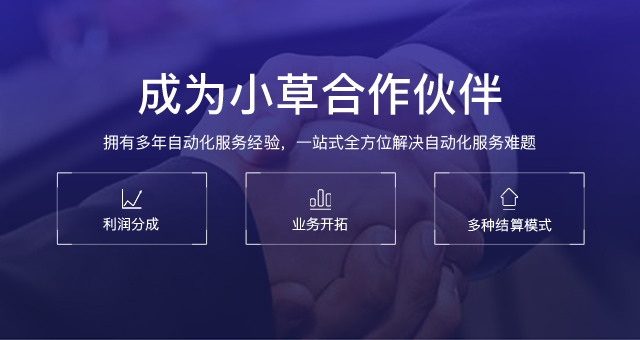 成为小草合作伙伴
拥有多年自动化服务经验，一站式全方位解决自动化服务难题
利润分成
业务开拓
多种结算模式